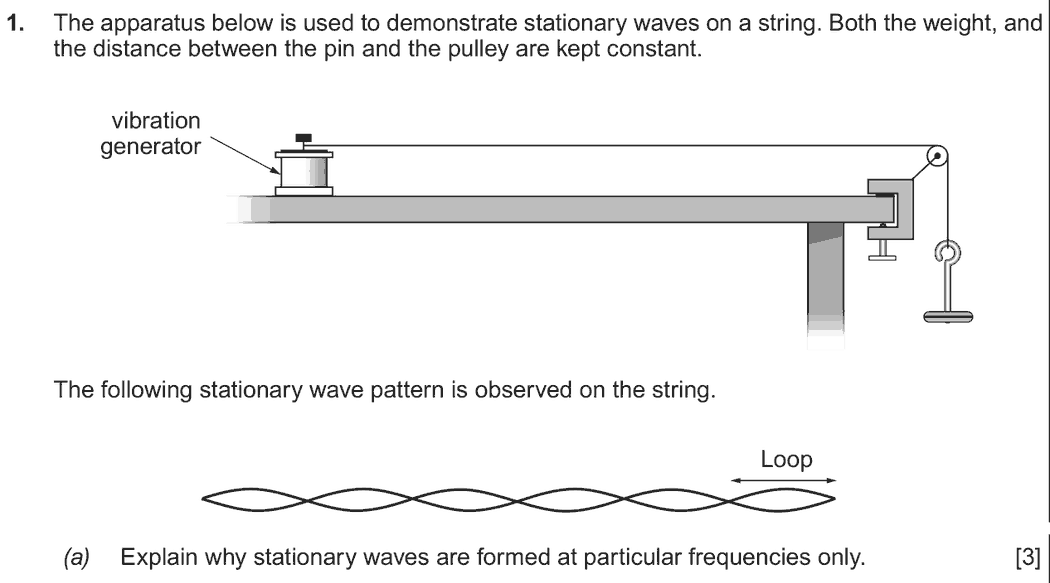 1. The apparatus below is used to demonstrate stationary waves on a string. Both the weight, and
the distance between the pin and the pulley are kept constant.
vibration
generator
The following stationary wave pattern is observed on the string.
Loop
(a) Explain why stationary waves are formed at particular frequencies only. [3]